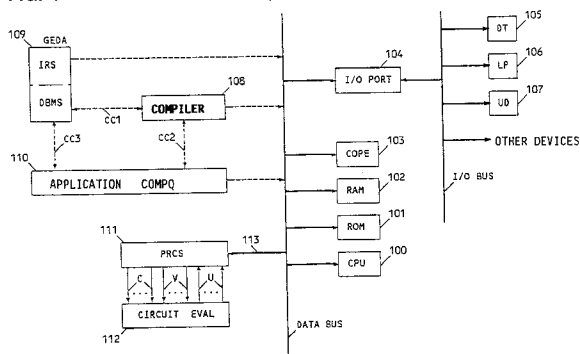 109
GEDA
IRS
DBMS
108
COMPILER
CC1
CC3
CC2
110
APPLICATION COMPQ
111
PRCS
113
C
V
U
...
...
...
CIRCUIT EVAL
112
DATA BUS
104
I/O PORT
103
COPE
102
RAM
101
ROM
100
CPU
105
DT
106
LP
107
UD
OTHER DEVICES
I/O BUS